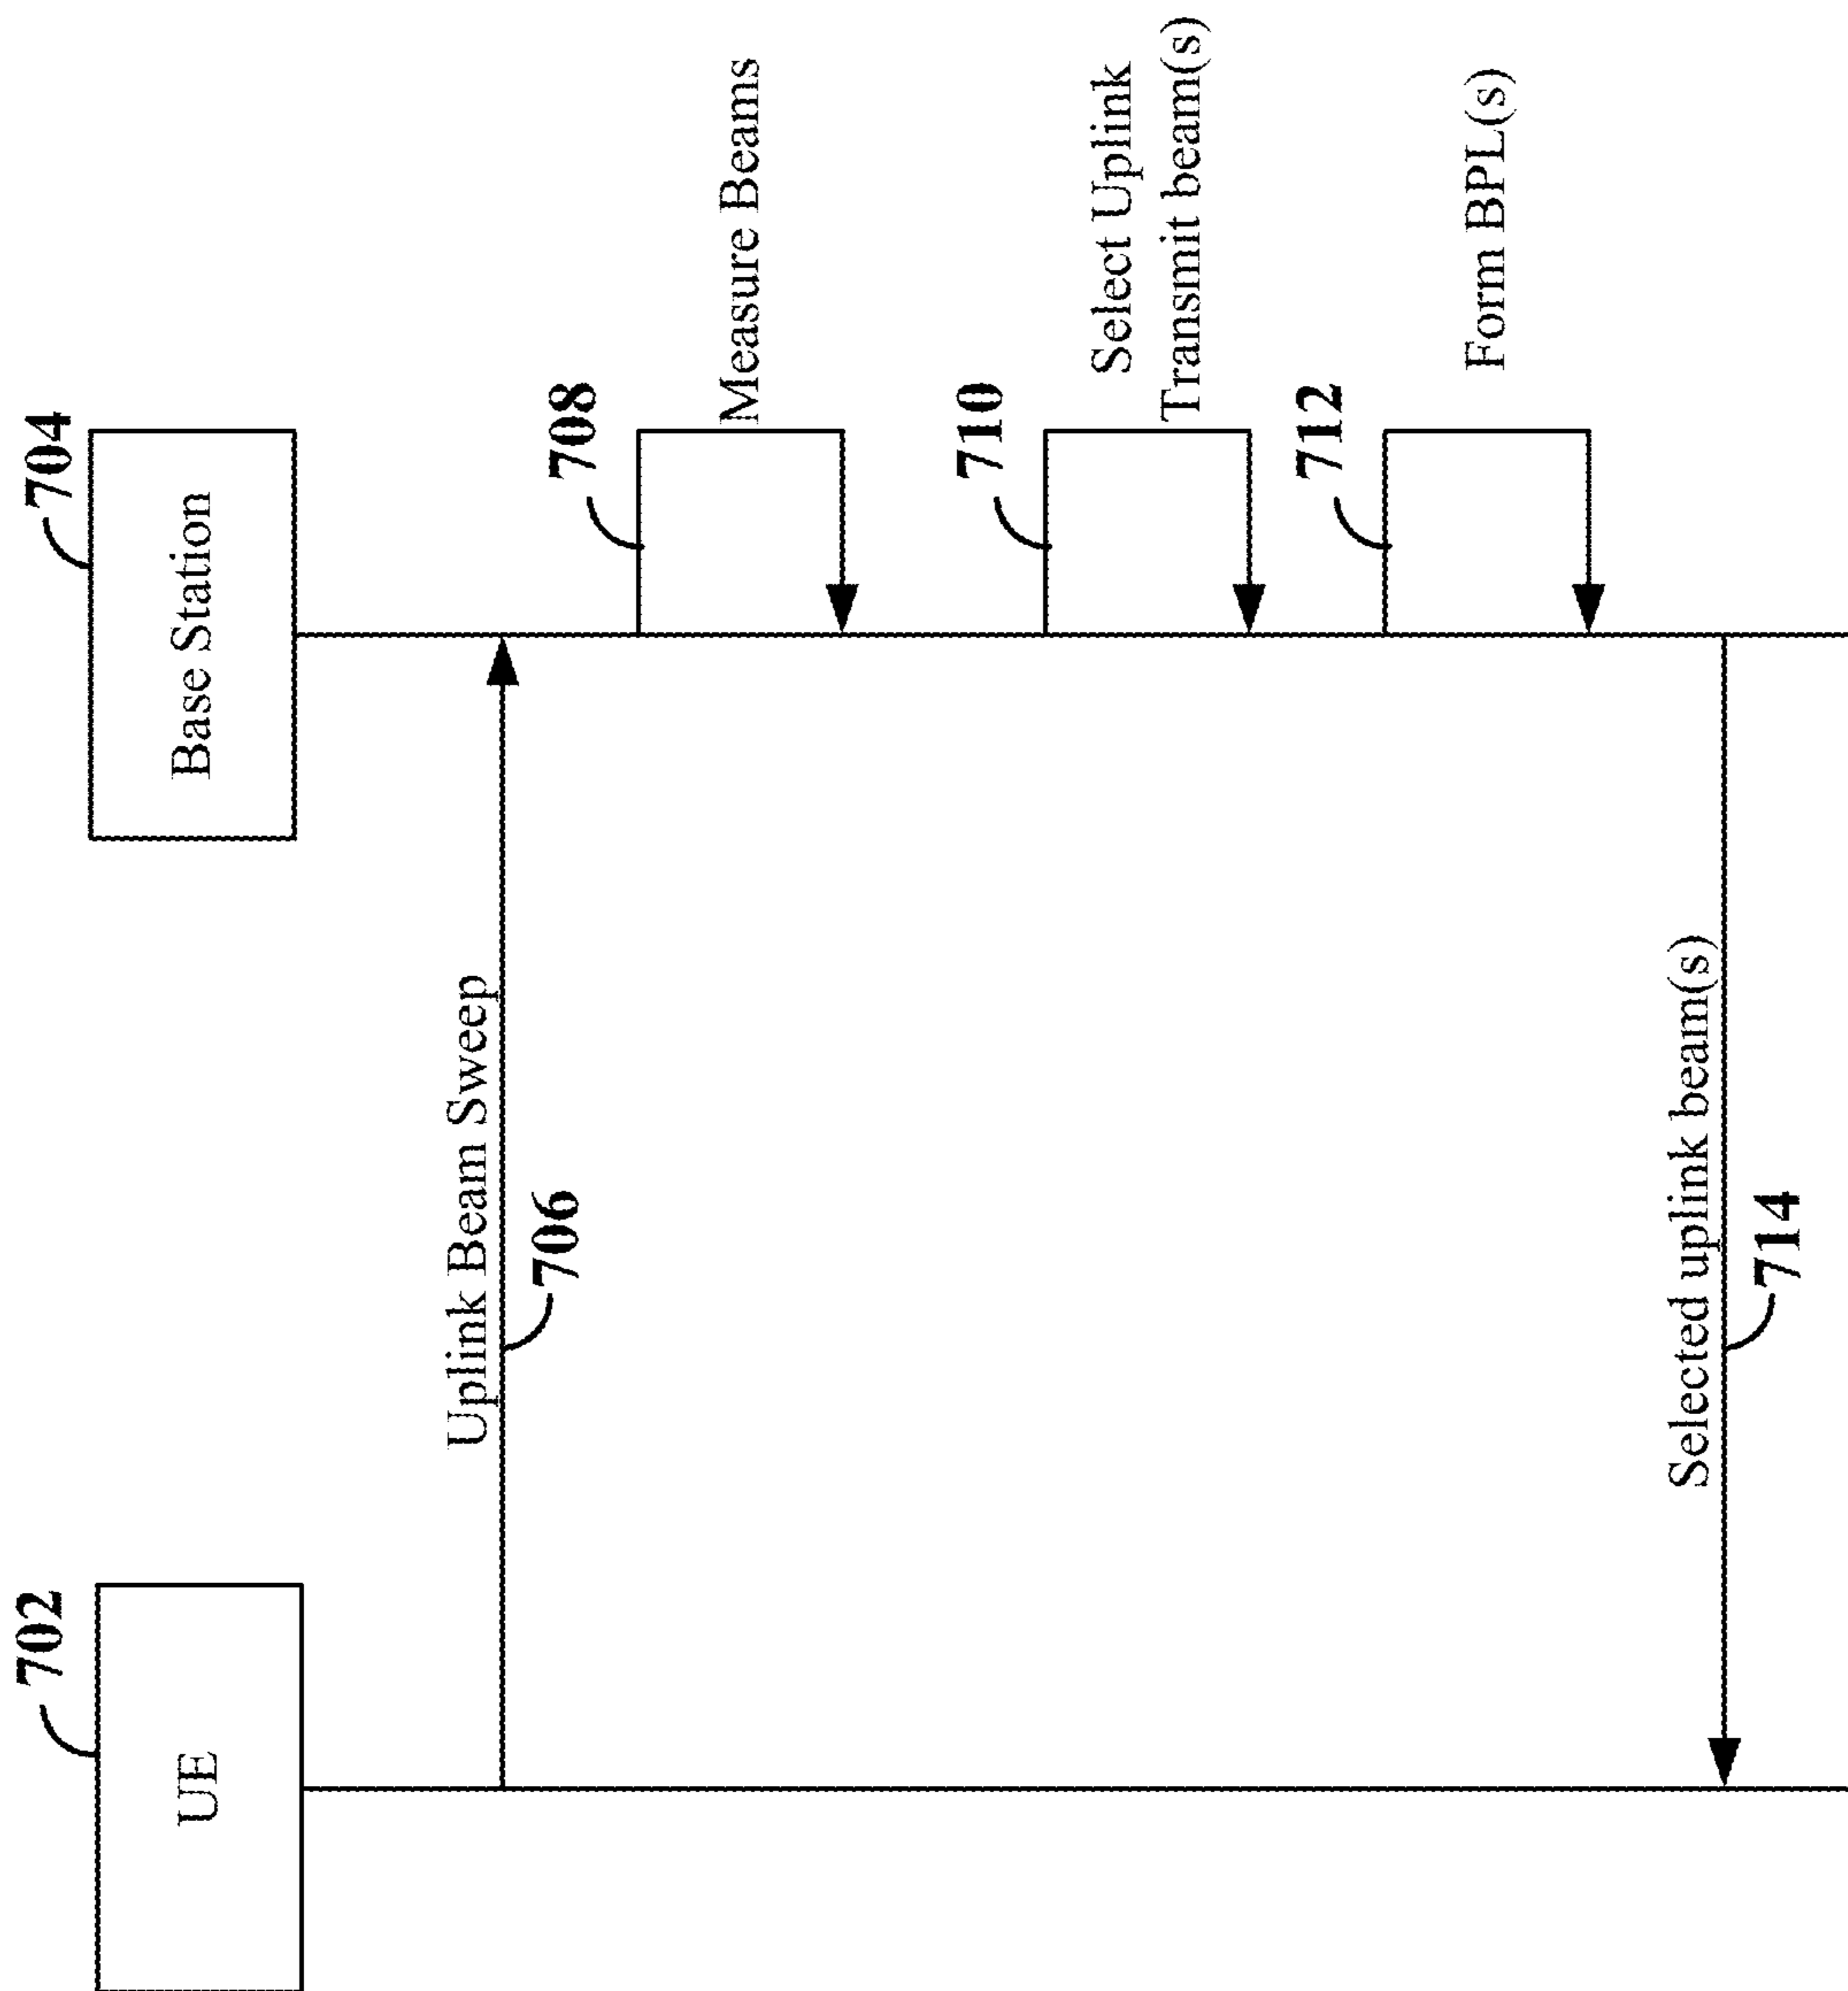 702
UE
704
Base Station
Uplink Beam Sweep
706
708
Measure Beams
710
Select Uplink
Transmit beam(s)
712
Form BPL(s)
Selected uplink beam(s)
714